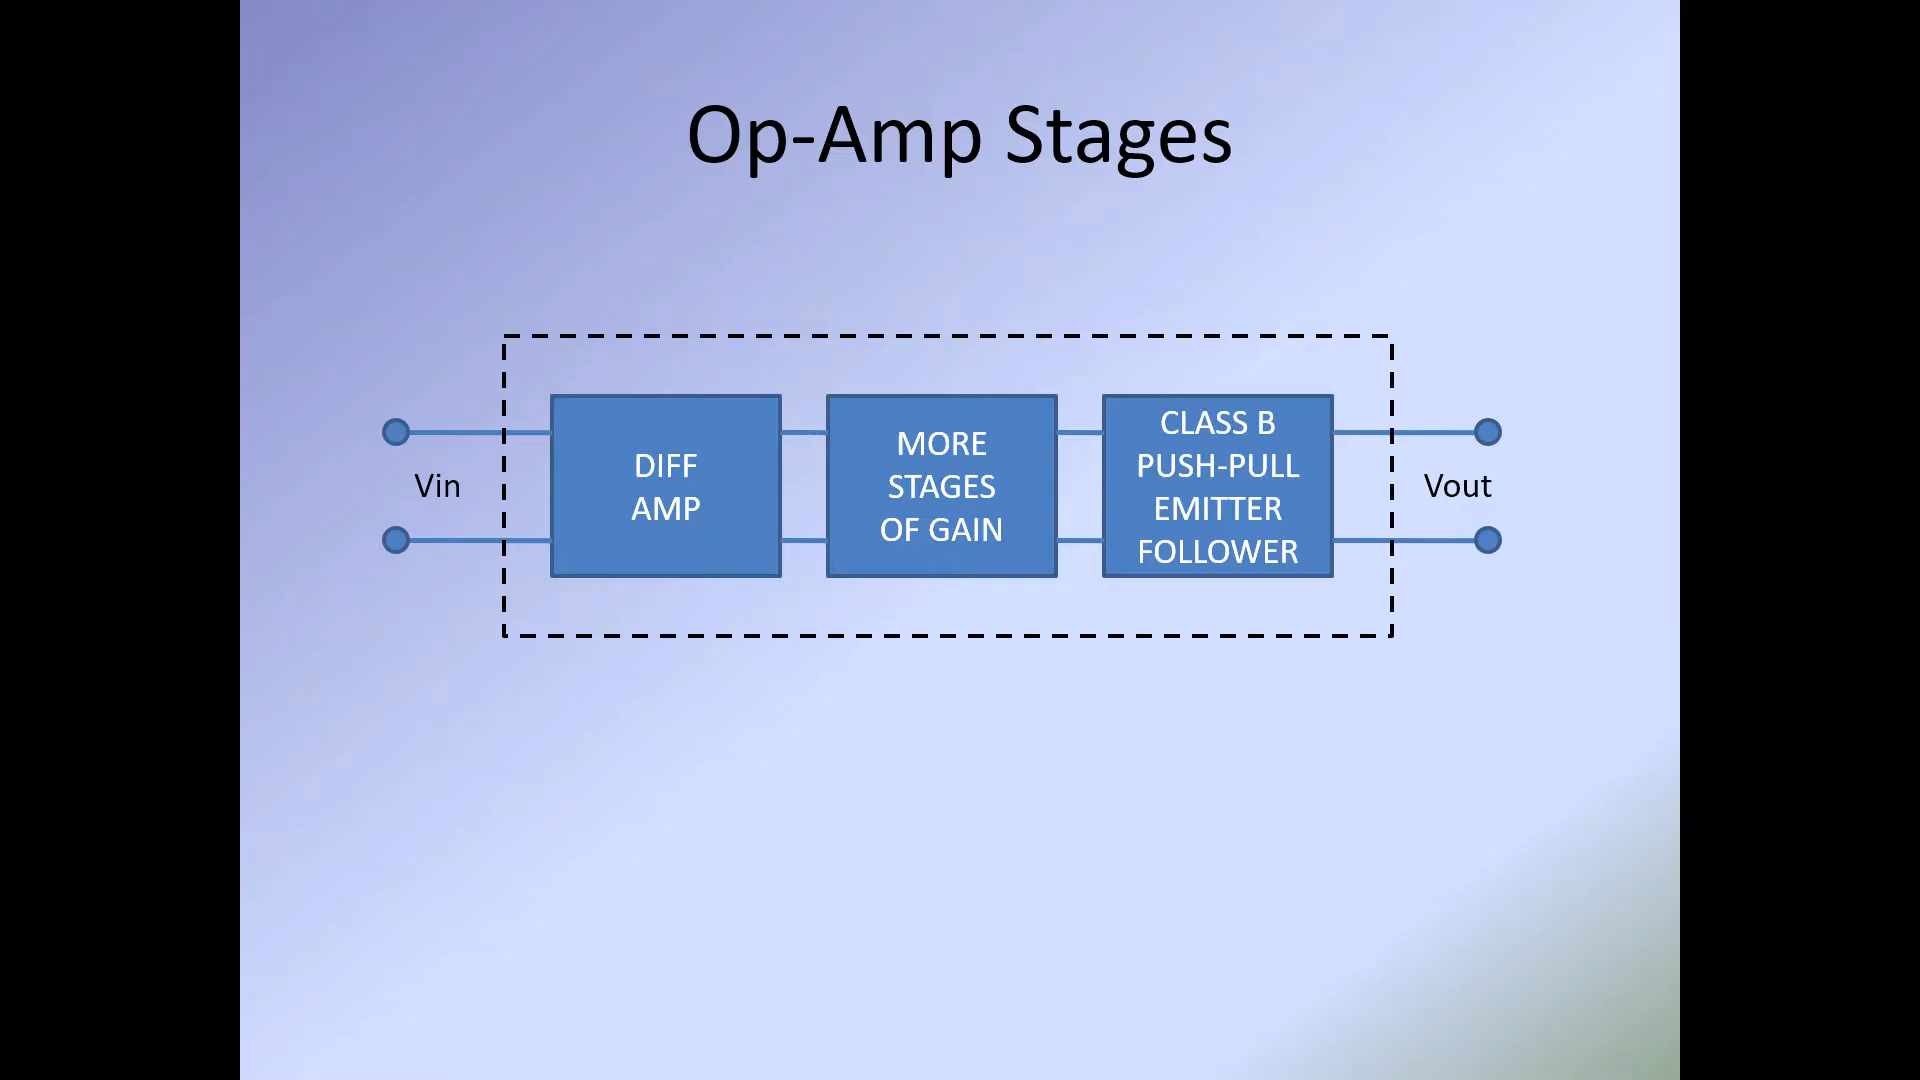 Op-Amp Stages
Vin
DIFF
AMP
MORE
STAGES
OF GAIN
CLASS B
PUSH-PULL
EMITTER
FOLLOWER
Vout